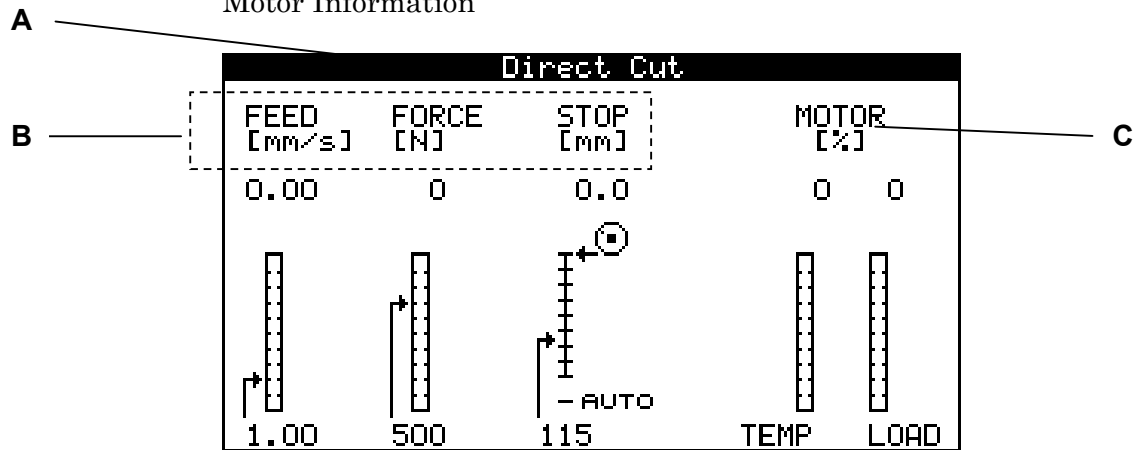 Motor Information
A
Direct Cut
B
FEED FORCE STOP MOTOR
[mm/s] [N] [mm] [%]
C
0.00 0 0.0 0 0
- AUTO
1.00 500 115 TEMP LOAD